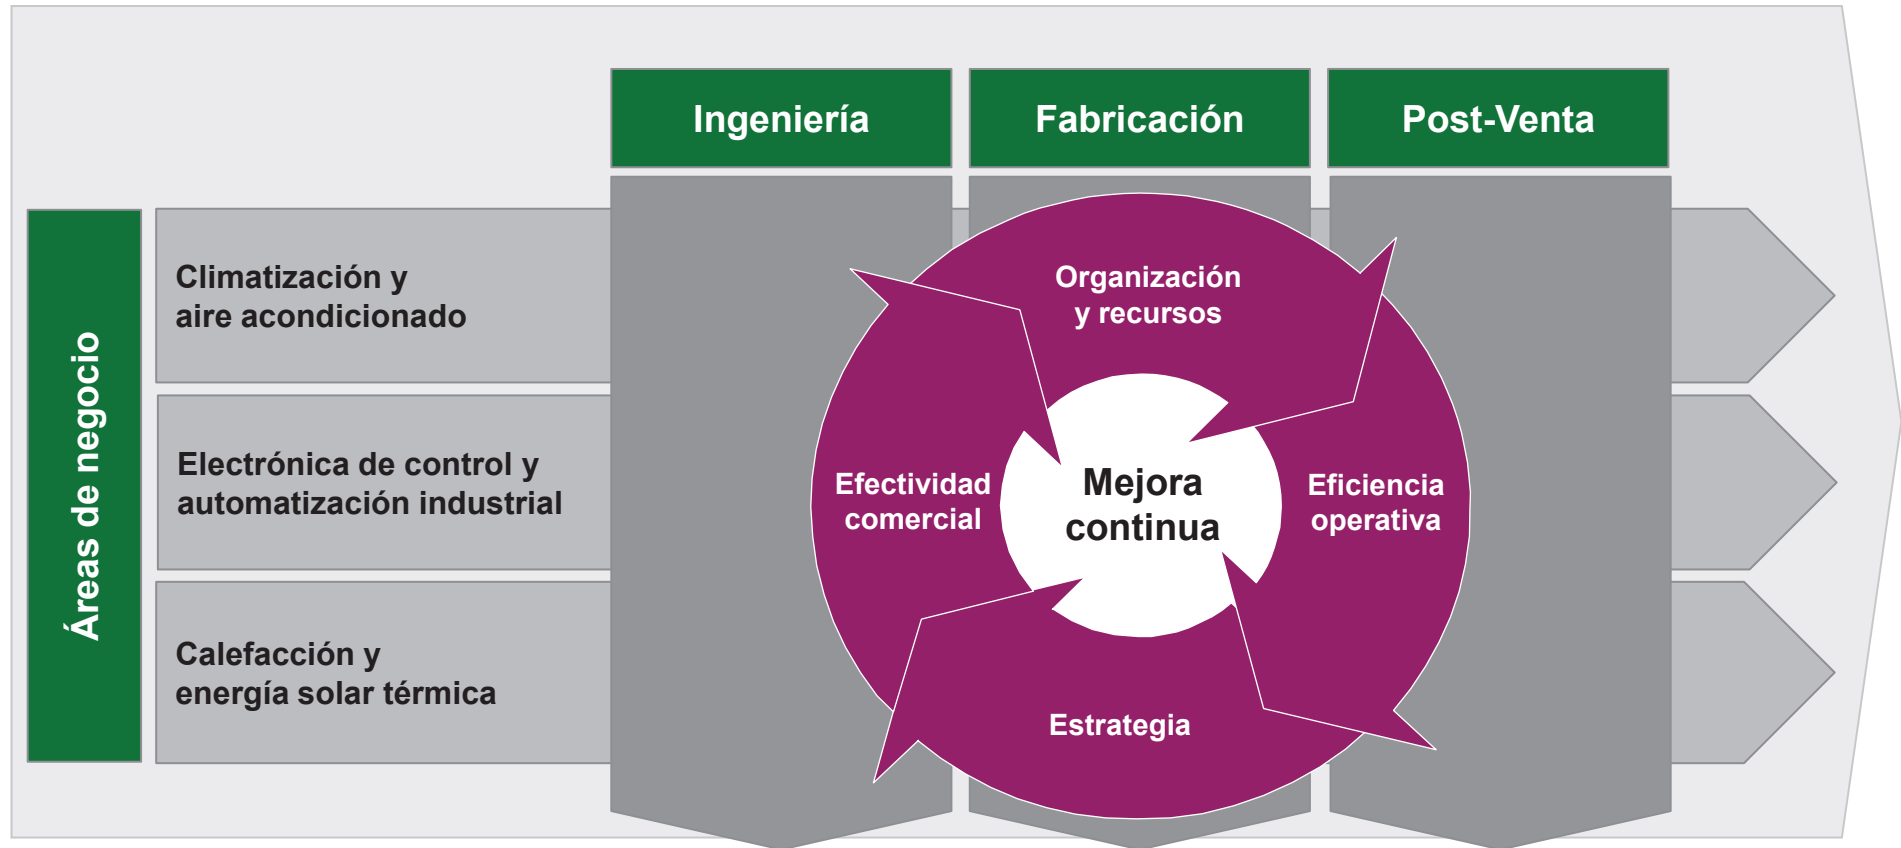 Ingeniería
Fabricación
Post-Venta
Áreas de negocio
Climatización y
aire acondicionado
Electrónica de control y
automatización industrial
Calefacción y
energía solar térmica
Organización
y recursos
Efectividad
comercial
Mejora
continua
Eficiencia
operativa
Estrategia